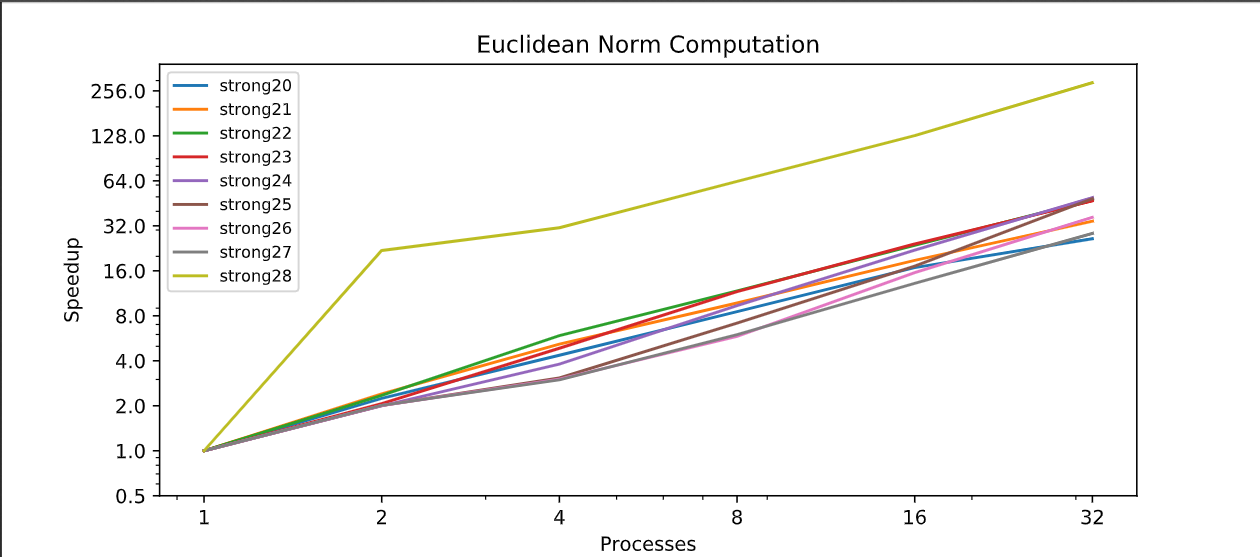 Euclidean Norm Computation
strong20
strong21
strong22
strong23
strong24
strong25
strong26
strong27
strong28
256.0
128.0
64.0
32.0
16.0
8.0
4.0
2.0
1.0
0.5
Speedup
1 2 4 8 16 32
Processes